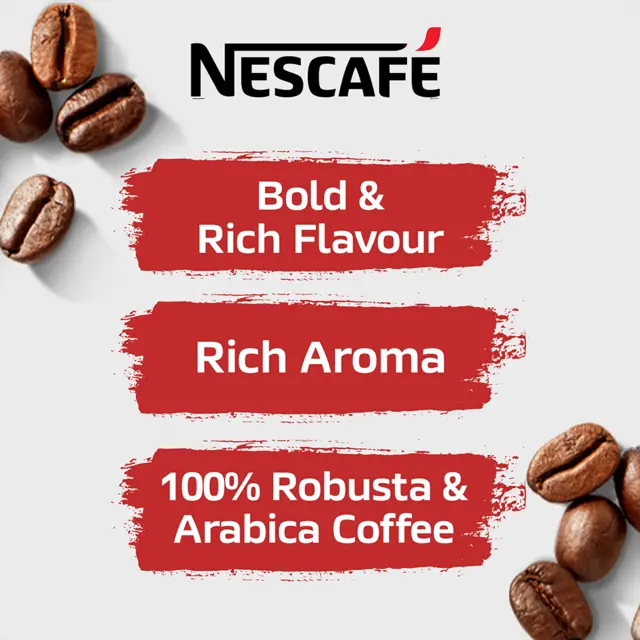 NESCAFÉ
Bold &
Rich Flavour
Rich Aroma
100% Robusta &
Arabica Coffee